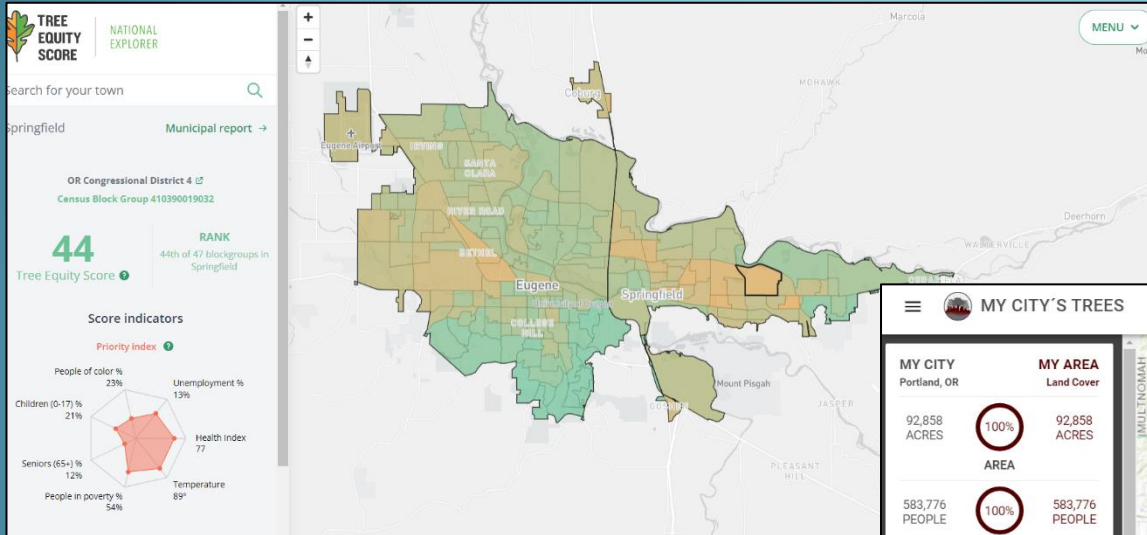 TREE
EQUITY
SCORE
NATIONAL
EXPLORER
Search for your town
Springfield
Municipal report →
OR Congressional District 4
Census Block Group 410390019032
44
Tree Equity Score
RANK
44th of 47 blockgroups in
Springfield
Score indicators
Priority index
People of color %
23%
Unemployment %
13%
Children (0-17) %
21%
Health Index
77
Seniors (65+) %
12%
Temperature
89°
People in poverty %
54%
+
−
MENU
Marcola
MOHAWK
Coburg
Eugene Airport
IRVING
SANTA
CLARA
RIVER ROAD
BETHEL
Deerhorn
WALTERVILLE
Eugene
Springfield
COLLEGE
HILL
Mount Pisgah
GOSHEN
JASPER
PLEASANT
HILL
MY CITY´S TREES
MY CITY
Portland, OR
MY AREA
Land Cover
92,858
ACRES
100%
92,858
ACRES
AREA
583,776
PEOPLE
100%
583,776
PEOPLE
MULTNOMAH